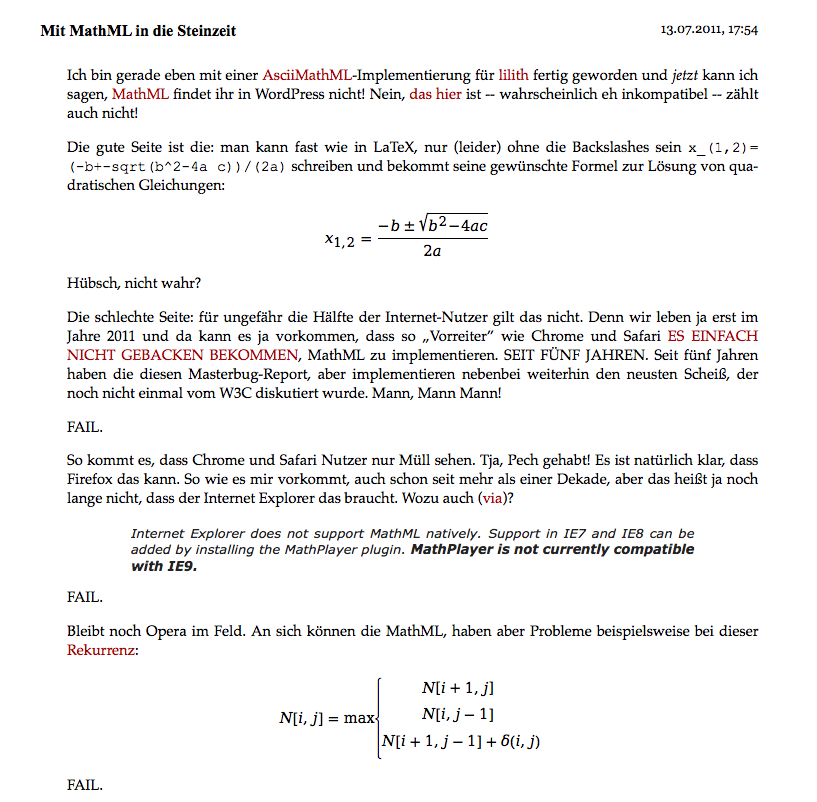 Mit MathML in die Steinzeit 13.07.2011, 17:54
Ich bin gerade eben mit einer AsciiMathML-Implementierung für lilith fertig geworden und jetzt kann ich
sagen, MathML findet ihr in WordPress nicht! Nein, das hier ist -- wahrscheinlich eh inkompatibel -- zählt
auch nicht!
Die gute Seite ist die: man kann fast wie in LaTeX, nur (leider) ohne die Backslashes sein x_(1,2)=
(-b+-sqrt(b^2-4a c))/(2a) schreiben und bekommt seine gewünschte Formel zur Lösung von qua-
dratischen Gleichungen:
x₁,₂ = (−b ± √(b² − 4ac)) / 2a
Hübsch, nicht wahr?
Die schlechte Seite: für ungefähr die Hälfte der Internet-Nutzer gilt das nicht. Denn wir leben ja erst im
Jahre 2011 und da kann es ja vorkommen, dass so „Vorreiter“ wie Chrome und Safari ES EINFACH
NICHT GEBACKEN BEKOMMEN, MathML zu implementieren. SEIT FÜNF JAHREN. Seit fünf Jahren
haben die diesen Masterbug-Report, aber implementieren nebenbei weiterhin den neusten Scheiß, der
noch nicht einmal vom W3C diskutiert wurde. Mann, Mann Mann!
FAIL.
So kommt es, dass Chrome und Safari Nutzer nur Müll sehen. Tja, Pech gehabt! Es ist natürlich klar, dass
Firefox das kann. So wie es mir vorkommt, auch schon seit mehr als einer Dekade, aber das heißt ja noch
lange nicht, dass der Internet Explorer das braucht. Wozu auch (via)?
Internet Explorer does not support MathML natively. Support in IE7 and IE8 can be
added by installing the MathPlayer plugin. MathPlayer is not currently compatible
with IE9.
FAIL.
Bleibt noch Opera im Feld. An sich können die MathML, haben aber Probleme beispielsweise bei dieser
Rekurrenz:
N[i + 1, j]
N[i, j] = max{ N[i, j − 1]
N[i + 1, j − 1] + δ(i, j)
FAIL.